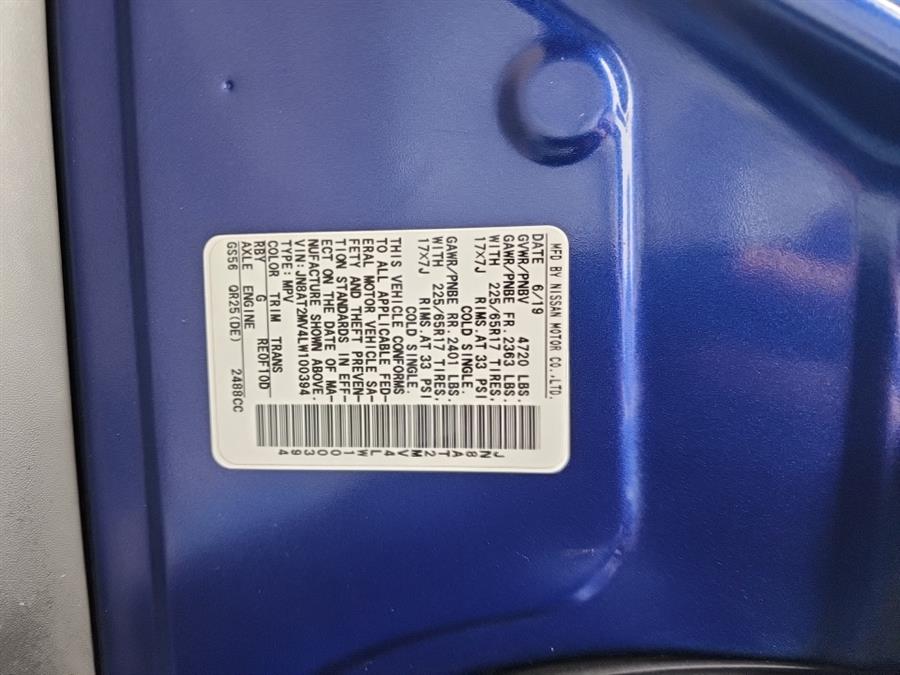 MFD BY NISSAN MOTOR CO.,LTD.
DATE 6/19
GVWR/PNBV 4720 LBS.
GAWR/PNBE FR.2363 LBS.
WITH 225/65R17 TIRES,
17X7J RIMS.AT 33 PSI
COLD SINGLE.
GAWR/PNBE RR.2401 LBS.
WITH 225/65R17 TIRES,
17X7J RIMS.AT 33 PSI
COLD SINGLE.
THIS VEHICLE CONFORMS
TO ALL APPLICABLE FED-
ERAL MOTOR VEHICLE SA-
FETY AND THEFT PREVEN-
TION STANDARDS IN EFF-
ECT ON THE DATE OF MA-
NUFACTURE SHOWN ABOVE.
VIN:JN8AT2MV4LW100394
TYPE:MPV
COLOR TRIM TRANS
RBY G RE0F10D
AXLE ENGINE
GS56 QR25(DE) 2488CC
JN8AT2MV4LW100394